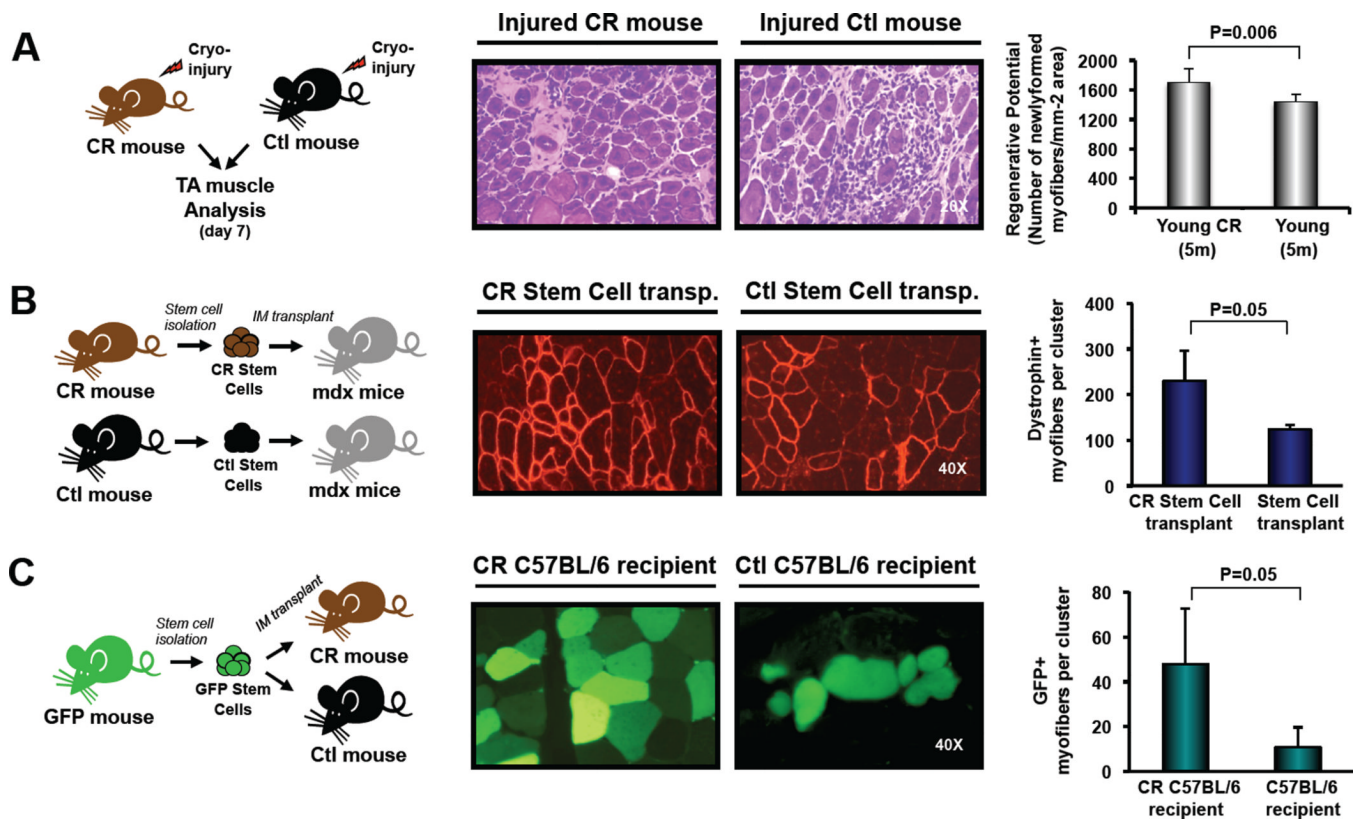 A
Cryo-
injury
CR mouse
Cryo-
injury
Ctl mouse
TA muscle
Analysis
(day 7)
Injured CR mouse
Injured Ctl mouse
20X
Regenerative Potential
(Number of newlyformed
myofibers/mm-2 area)
P=0.006
2000
1600
1200
800
400
0
Young CR
(5m)
Young
(5m)
B
Stem cell
isolation
IM transplant
CR mouse
CR Stem
Cells
mdx mice
Ctl mouse
Ctl Stem
Cells
mdx mice
CR Stem Cell transp.
Ctl Stem Cell transp.
40X
Dystrophin+
myofibers per cluster
P=0.05
400
300
200
100
0
CR Stem Cell
transplant
Stem Cell
transplant
C
Stem cell
isolation
IM transplant
GFP mouse
GFP Stem
Cells
CR mouse
Ctl mouse
CR C57BL/6 recipient
Ctl C57BL/6 recipient
40X
GFP+
myofibers per cluster
P=0.05
80
60
40
20
0
CR C57BL/6
recipient
C57BL/6
recipient